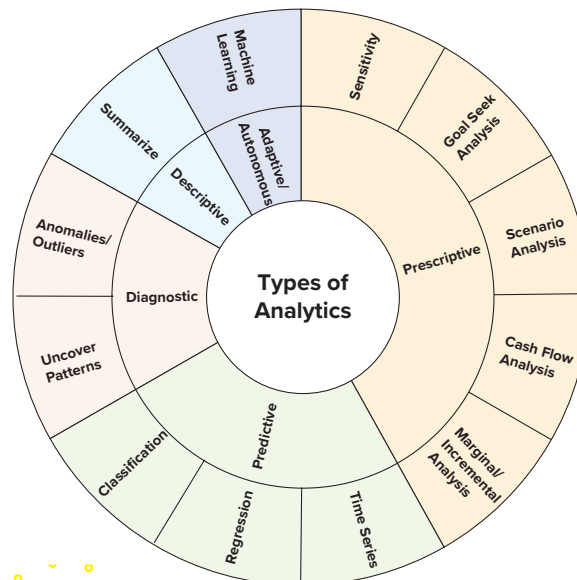 Types of
Analytics
Prescriptive
Sensitivity
Goal Seek
Analysis
Scenario
Analysis
Cash Flow
Analysis
Marginal/
Incremental
Analysis
Predictive
Time Series
Regression
Classification
Diagnostic
Uncover
Patterns
Anomalies/
Outliers
Descriptive
Summarize
Adaptive/
Autonomous
Machine
Learning